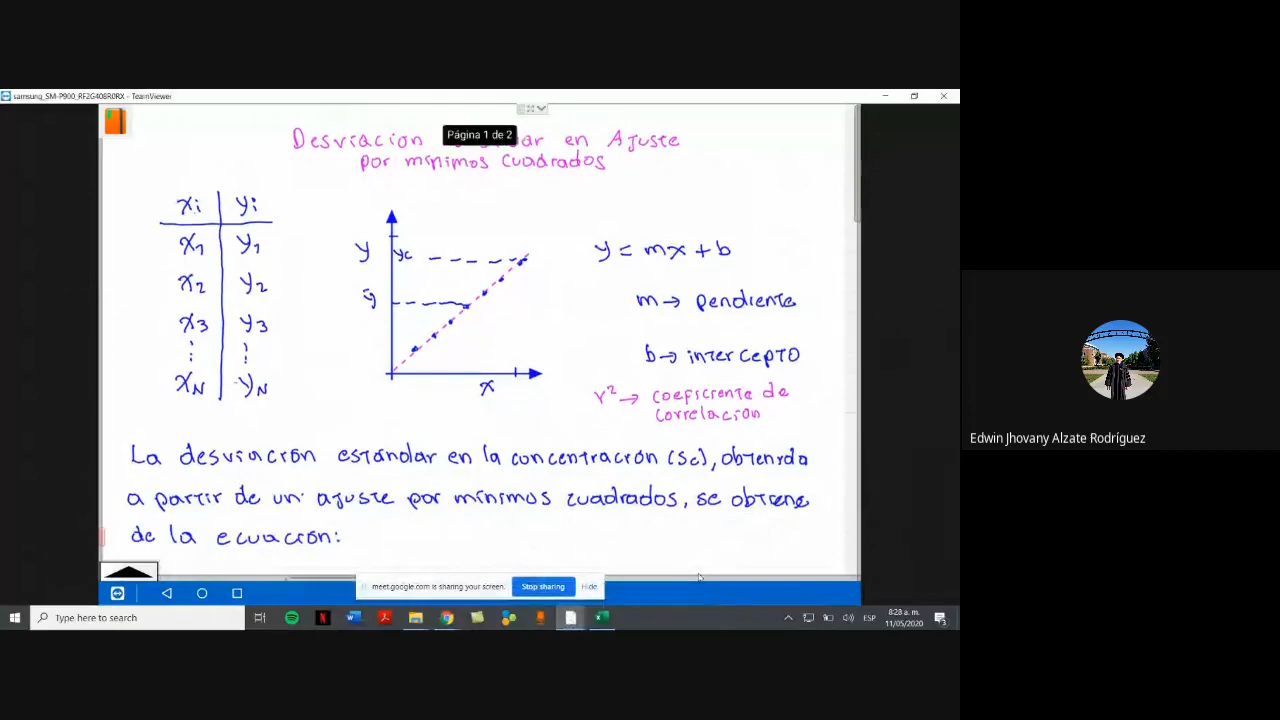 samsung_SM-P900_RF2G408R0RX - TeamViewer
Desviación ar en Ajuste
Página 1 de 2
por mínimos cuadrados
xi yi
x1 y1
x2 y2
x3 y3
xN yN
y yc
ȳ
x
y = mx + b
m → pendiente
b → intercepto
r² → coeficiente de
correlación
La desviación estándar en la concentración (Sc), obtenida
a partir de un ajuste por mínimos cuadrados, se obtiene
de la ecuación:
meet.google.com is sharing your screen. Stop sharing Hide
Type here to search
ESP
8:28 a. m.
11/05/2020
Edwin Jhovany Alzate Rodríguez